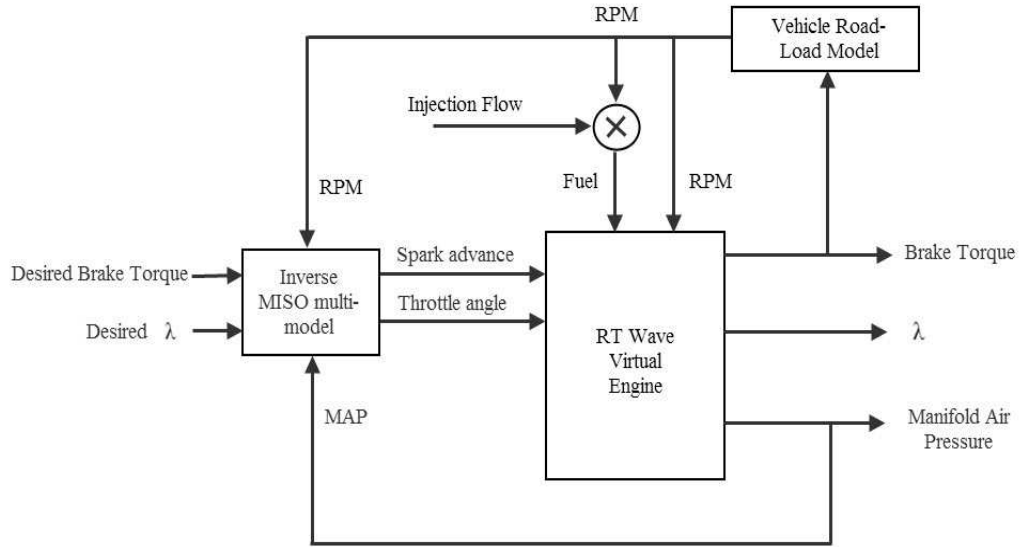 RPM
Vehicle Road-
Load Model
Injection Flow
RPM
Fuel
RPM
Desired Brake Torque
Desired λ
Inverse
MISO multi-
model
Spark advance
Throttle angle
RT Wave
Virtual
Engine
Brake Torque
λ
MAP
Manifold Air
Pressure